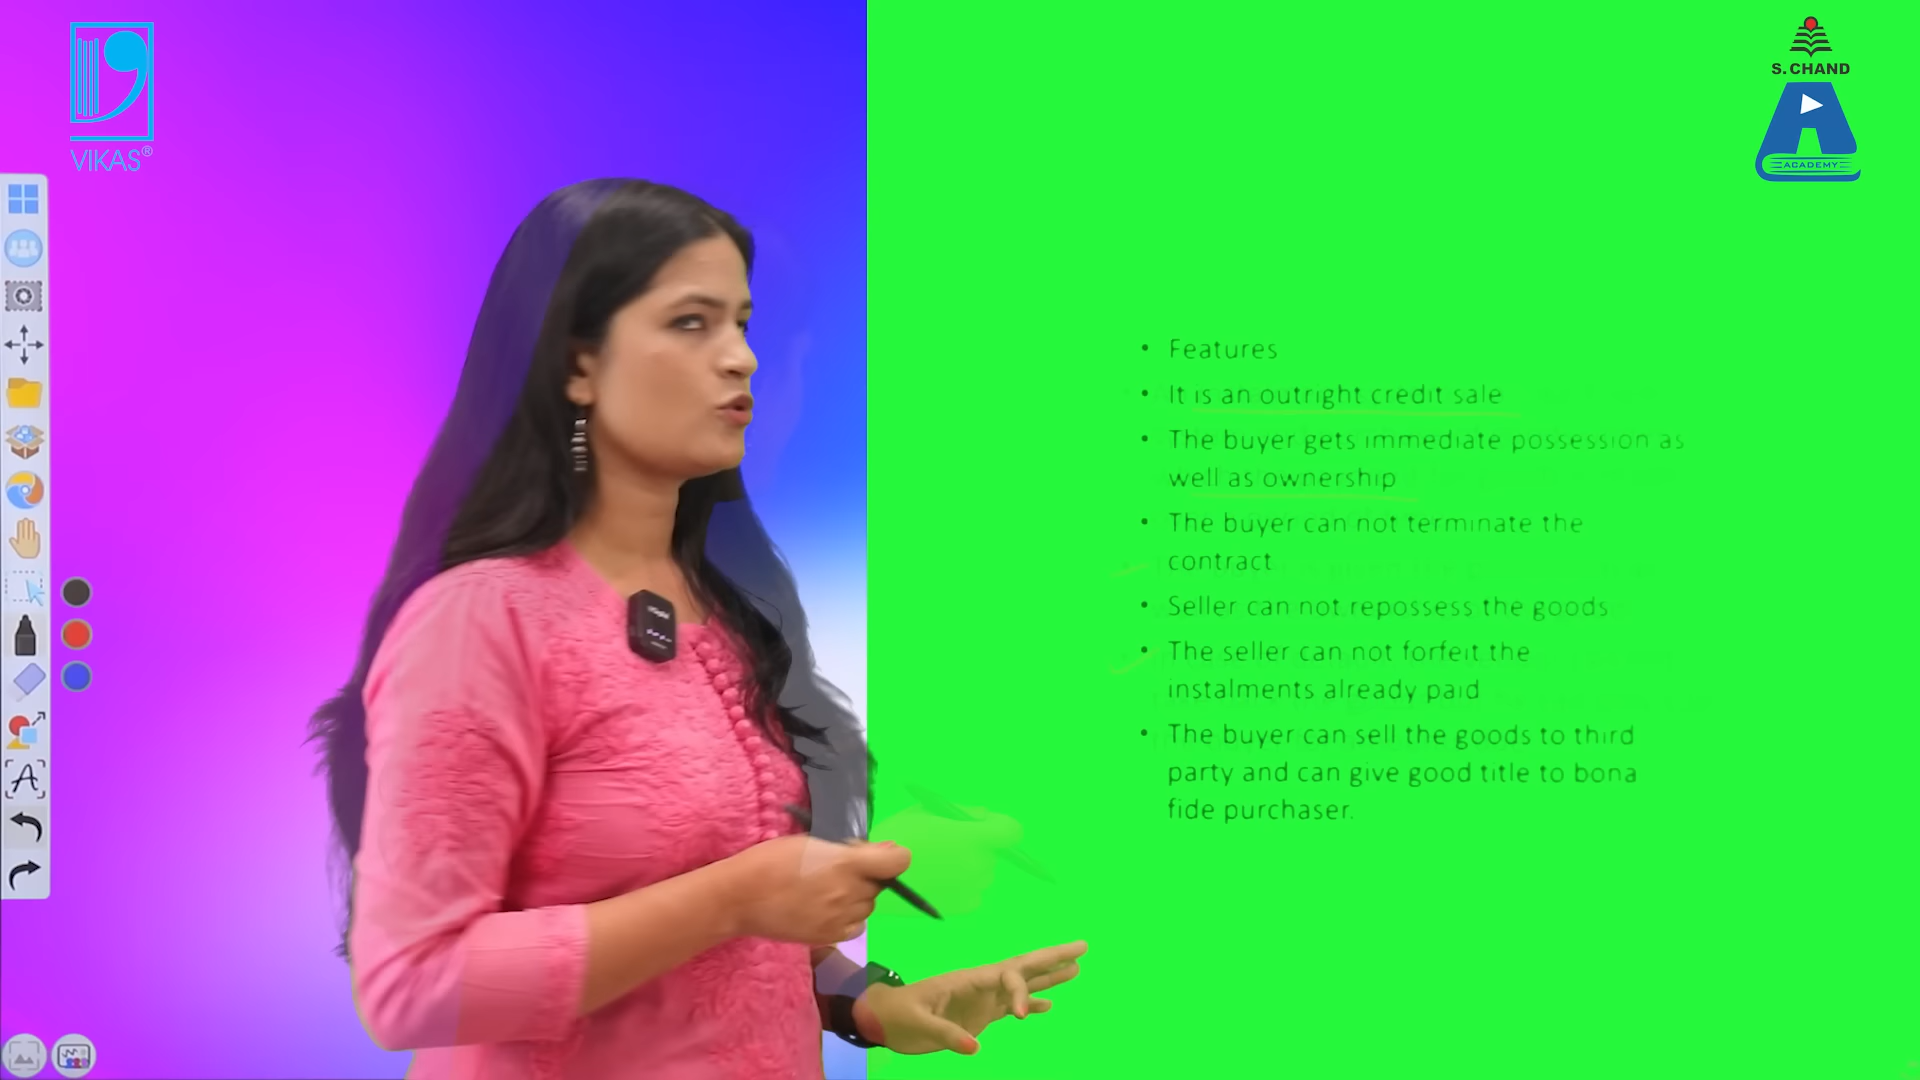 VIKAS®
S. CHAND
ACADEMY
• Features
• It is an outright credit sale
• The buyer gets immediate possession as
well as ownership
• The buyer can not terminate the
contract
• Seller can not repossess the goods
• The seller can not forfeit the
instalments already paid
• The buyer can sell the goods to third
party and can give good title to bona
fide purchaser.